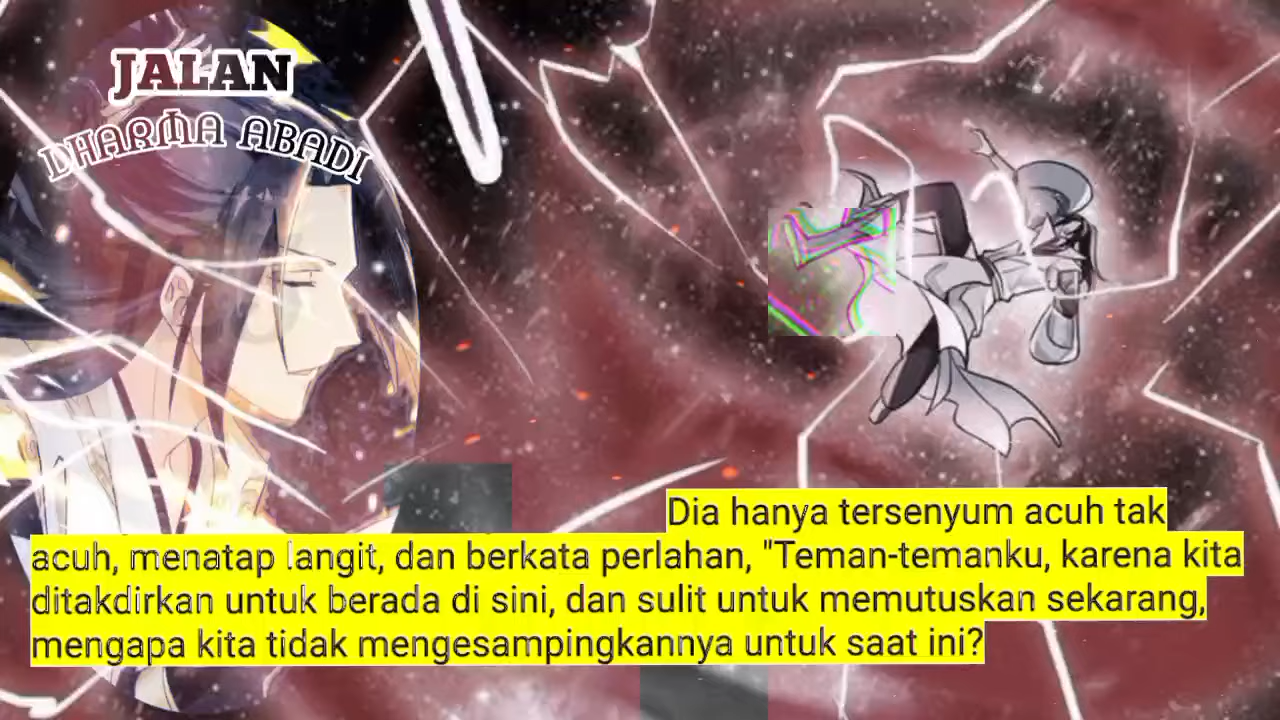 JALAN
DHARMA ABADI
Dia hanya tersenyum acuh tak
acuh, menatap langit, dan berkata perlahan, "Teman-temanku, karena kita
ditakdirkan untuk berada di sini, dan sulit untuk memutuskan sekarang,
mengapa kita tidak mengesampingkannya untuk saat ini?